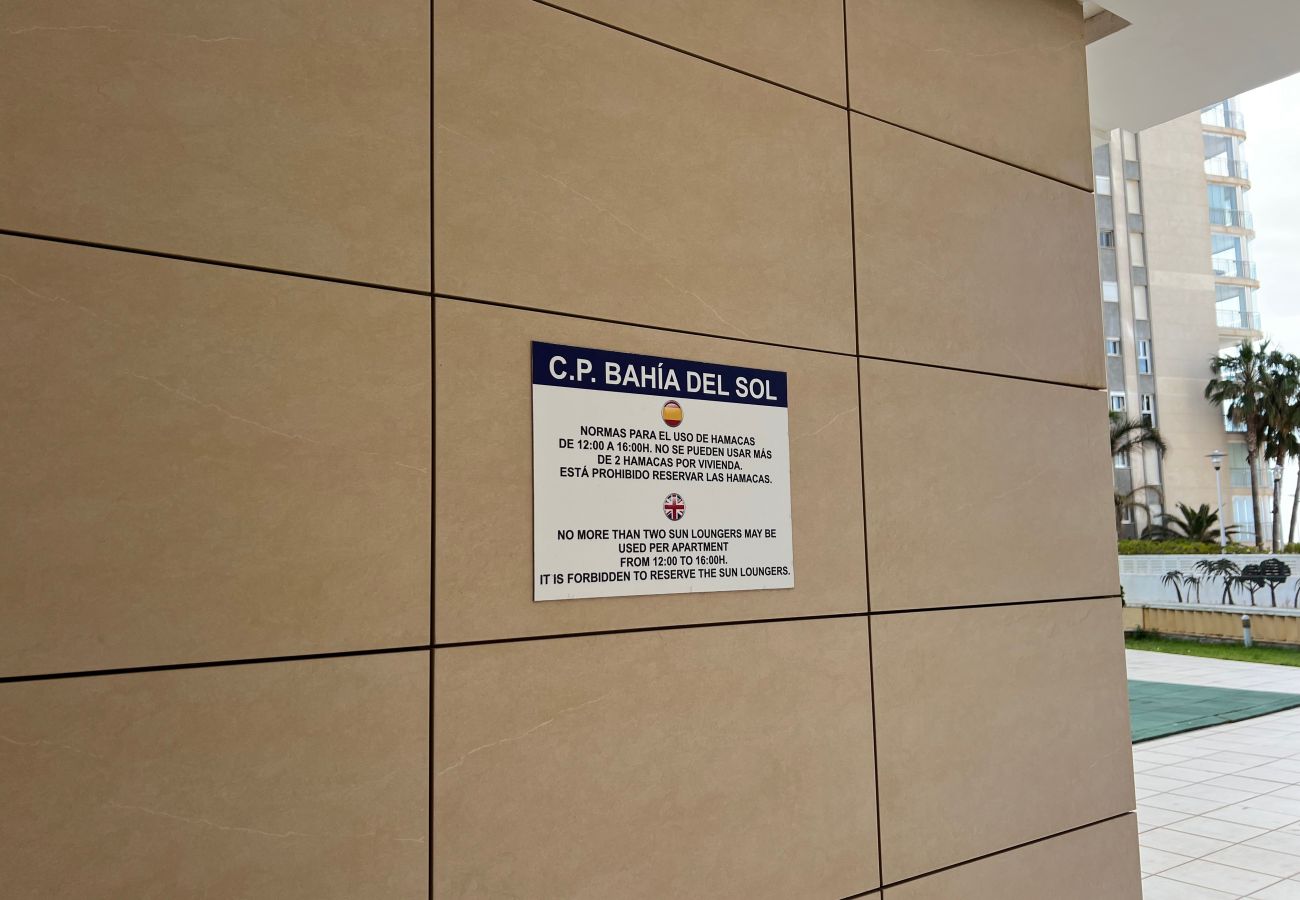 C.P. BAHÍA DEL SOL
NORMAS PARA EL USO DE HAMACAS
DE 12:00 A 16:00H. NO SE PUEDEN USAR MÁS
DE 2 HAMACAS POR VIVIENDA.
ESTÁ PROHIBIDO RESERVAR LAS HAMACAS.
NO MORE THAN TWO SUN LOUNGERS MAY BE
USED PER APARTMENT
FROM 12:00 TO 16:00H.
IT IS FORBIDDEN TO RESERVE THE SUN LOUNGERS.